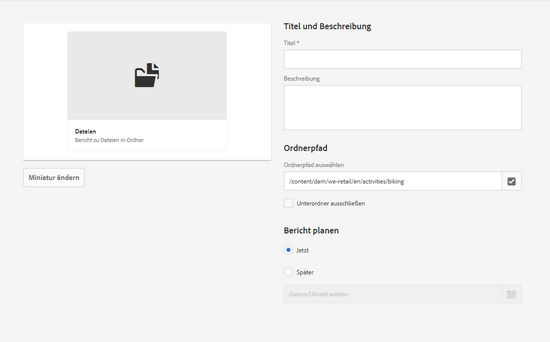 Dateien
Bericht zu Dateien in Ordner
Miniatur ändern
Titel und Beschreibung
Titel *
Beschreibung
Ordnerpfad
Ordnerpfad auswählen
/content/dam/we-retail/en/activities/biking
Unterordner ausschließen
Bericht planen
Jetzt
Später
Datum/Uhrzeit wählen